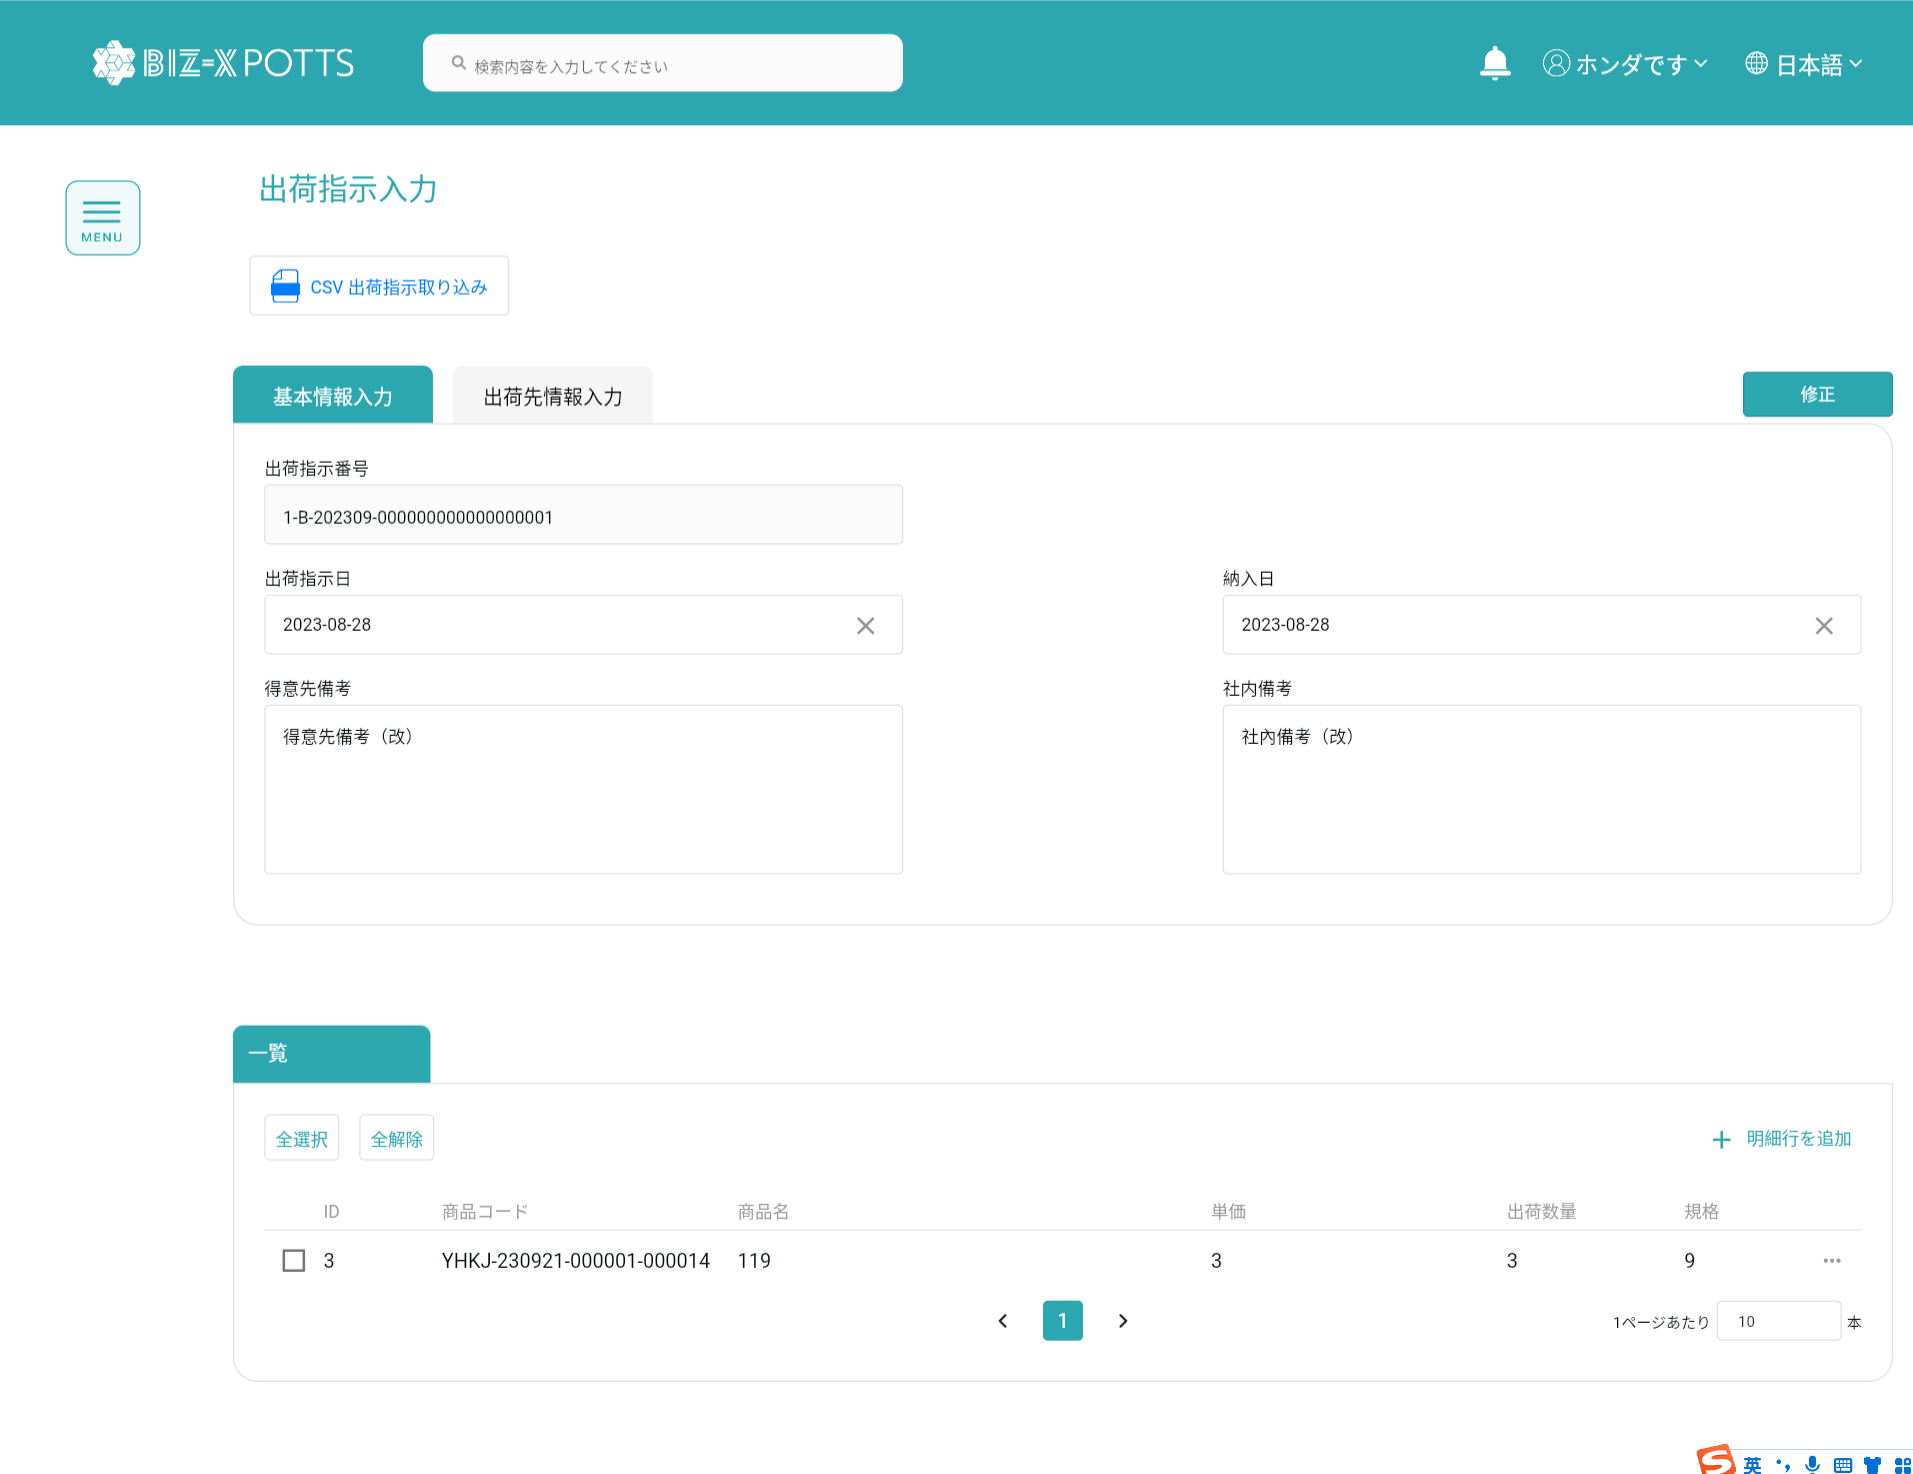 BIZ=X POTTS
検索内容を入力してください
ホンダです
日本語
MENU
出荷指示入力
CSV 出荷指示取り込み
基本情報入力
出荷先情報入力
修正
出荷指示番号
1-B-202309-000000000000000001
出荷指示日
納入日
2023-08-28
2023-08-28
得意先備考
社内備考
得意先備考（改）
社內備考（改）
一覧
全選択
全解除
明細行を追加
ID 商品コード 商品名 単価 出荷数量 規格
3 YHKJ-230921-000001-000014 119 3 3 9
1
1ページあたり 10 本
英